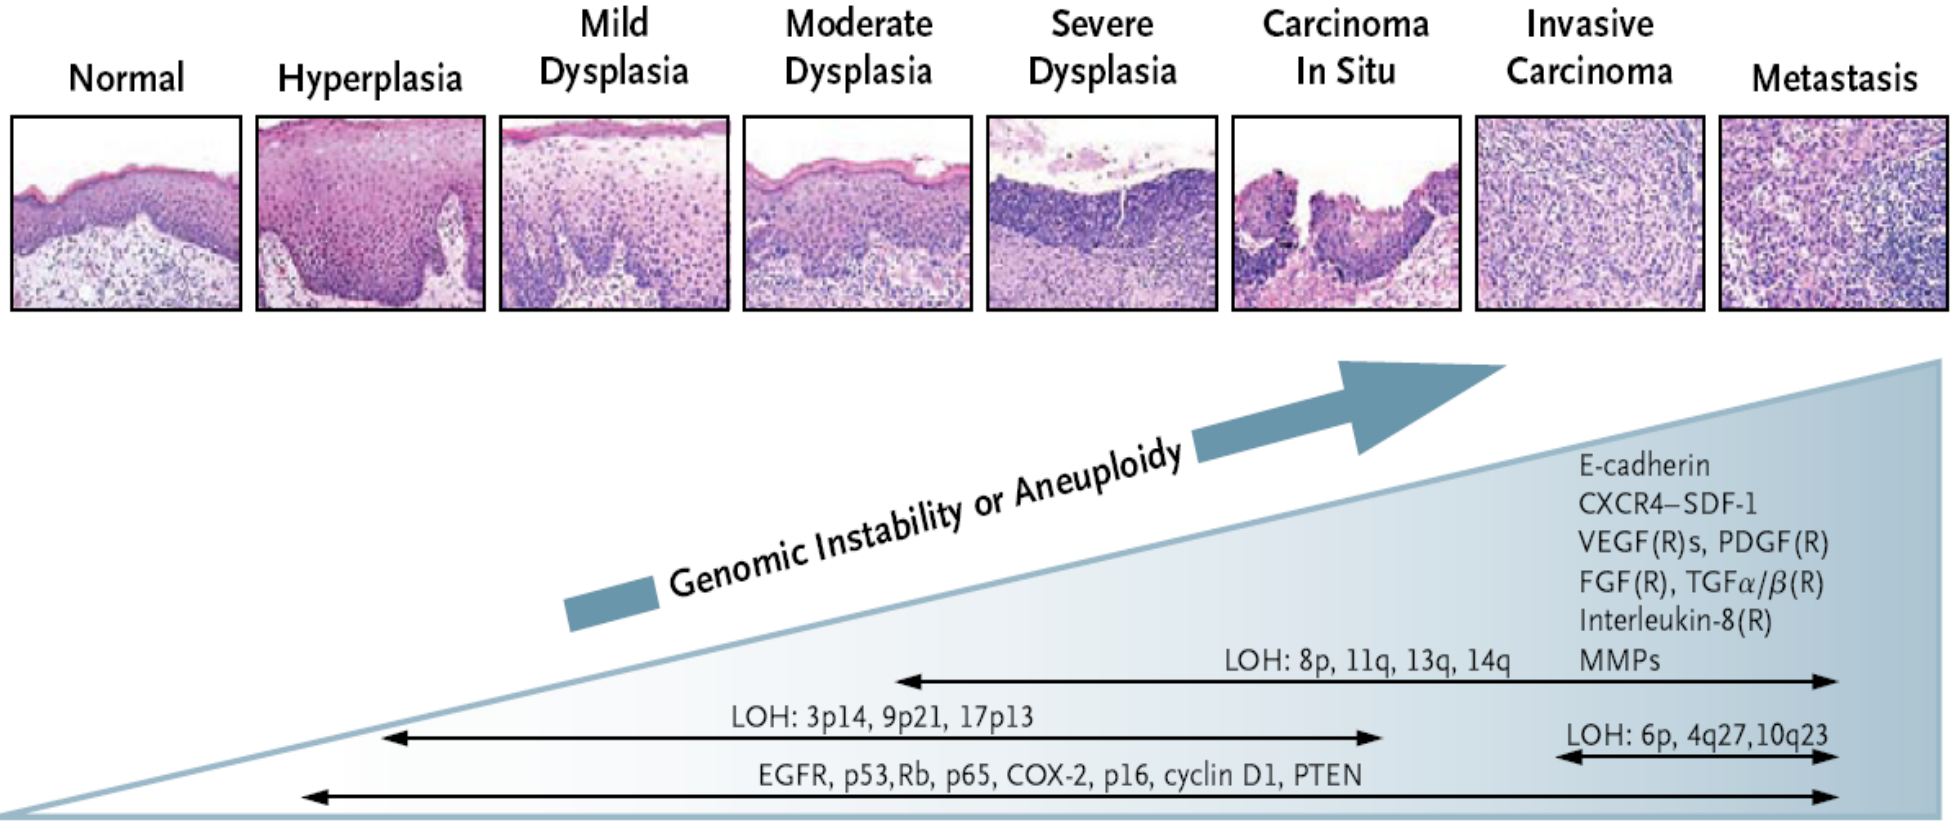 Normal
Hyperplasia
Mild
Dysplasia
Moderate
Dysplasia
Severe
Dysplasia
Carcinoma
In Situ
Invasive
Carcinoma
Metastasis
Genomic Instability or Aneuploidy
E-cadherin
CXCR4–SDF-1
VEGF(R)s, PDGF(R)
FGF(R), TGFα/β(R)
Interleukin-8(R)
MMPs
LOH: 8p, 11q, 13q, 14q
LOH: 3p14, 9p21, 17p13
LOH: 6p, 4q27,10q23
EGFR, p53,Rb, p65, COX-2, p16, cyclin D1, PTEN